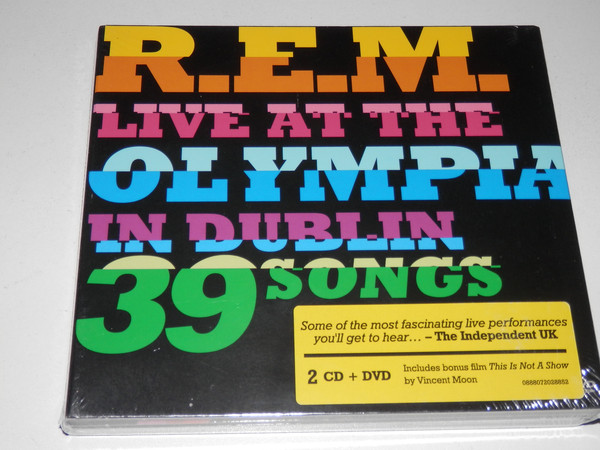 R.E.M.
LIVE AT THE
OLYMPIA
IN DUBLIN
39 SONGS
Some of the most fascinating live performances
you'll get to hear... – The Independent UK
2 CD + DVD
Includes bonus film This Is Not A Show
by Vincent Moon
0888072038852